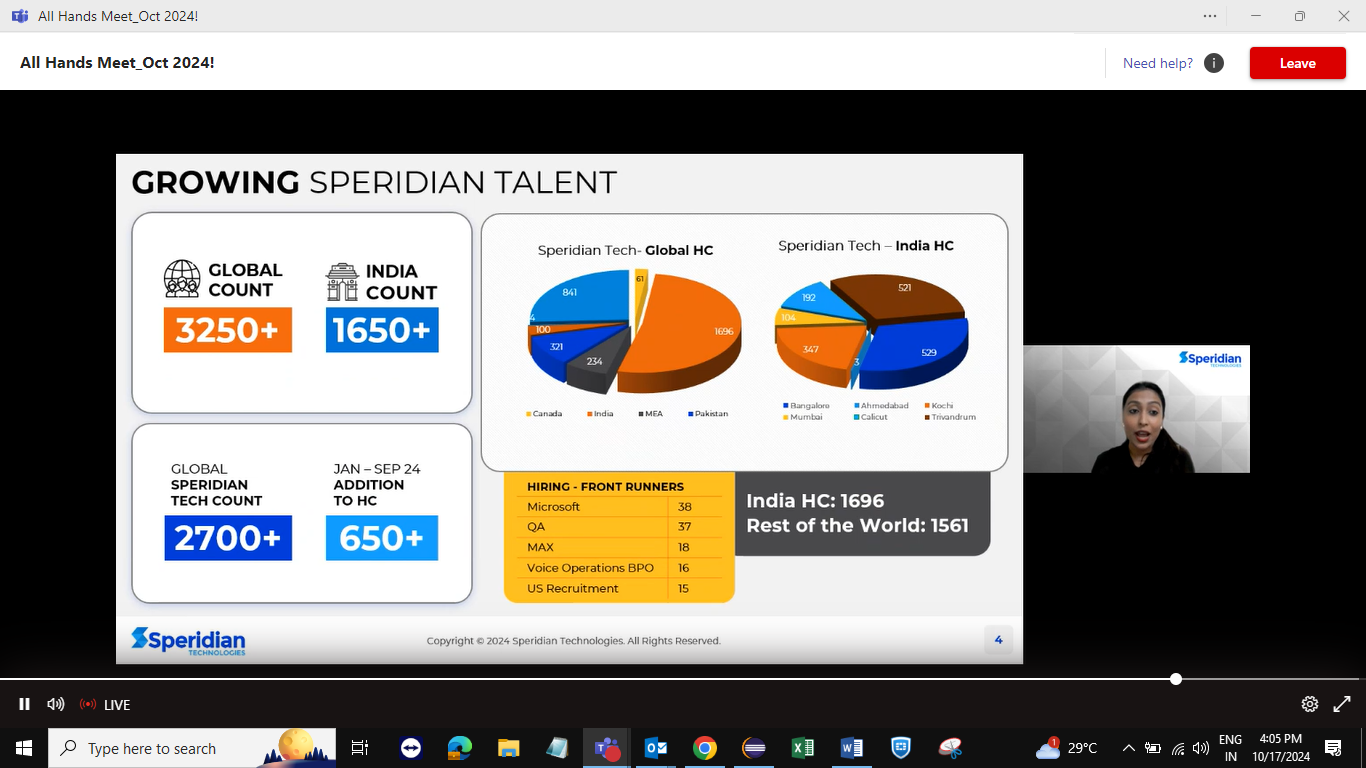 All Hands Meet_Oct 2024!
All Hands Meet_Oct 2024!
Need help?
Leave
GROWING SPERIDIAN TALENT
GLOBAL
COUNT
3250+
INDIA
COUNT
1650+
GLOBAL
SPERIDIAN
TECH COUNT
2700+
JAN – SEP 24
ADDITION
TO HC
650+
Speridian Tech- Global HC
61
841
4
100
1696
321
234
Canada India MEA Pakistan
Speridian Tech – India HC
521
192
104
347
3
529
Bangalore Ahmedabad Kochi
Mumbai Calicut Trivandrum
HIRING - FRONT RUNNERS
Microsoft 38
QA 37
MAX 18
Voice Operations BPO 16
US Recruitment 15
India HC: 1696
Rest of the World: 1561
Speridian
TECHNOLOGIES
Copyright © 2024 Speridian Technologies. All Rights Reserved.
4
Speridian
TECHNOLOGIES
LIVE
Type here to search
1
29°C
ENG
IN
4:05 PM
10/17/2024